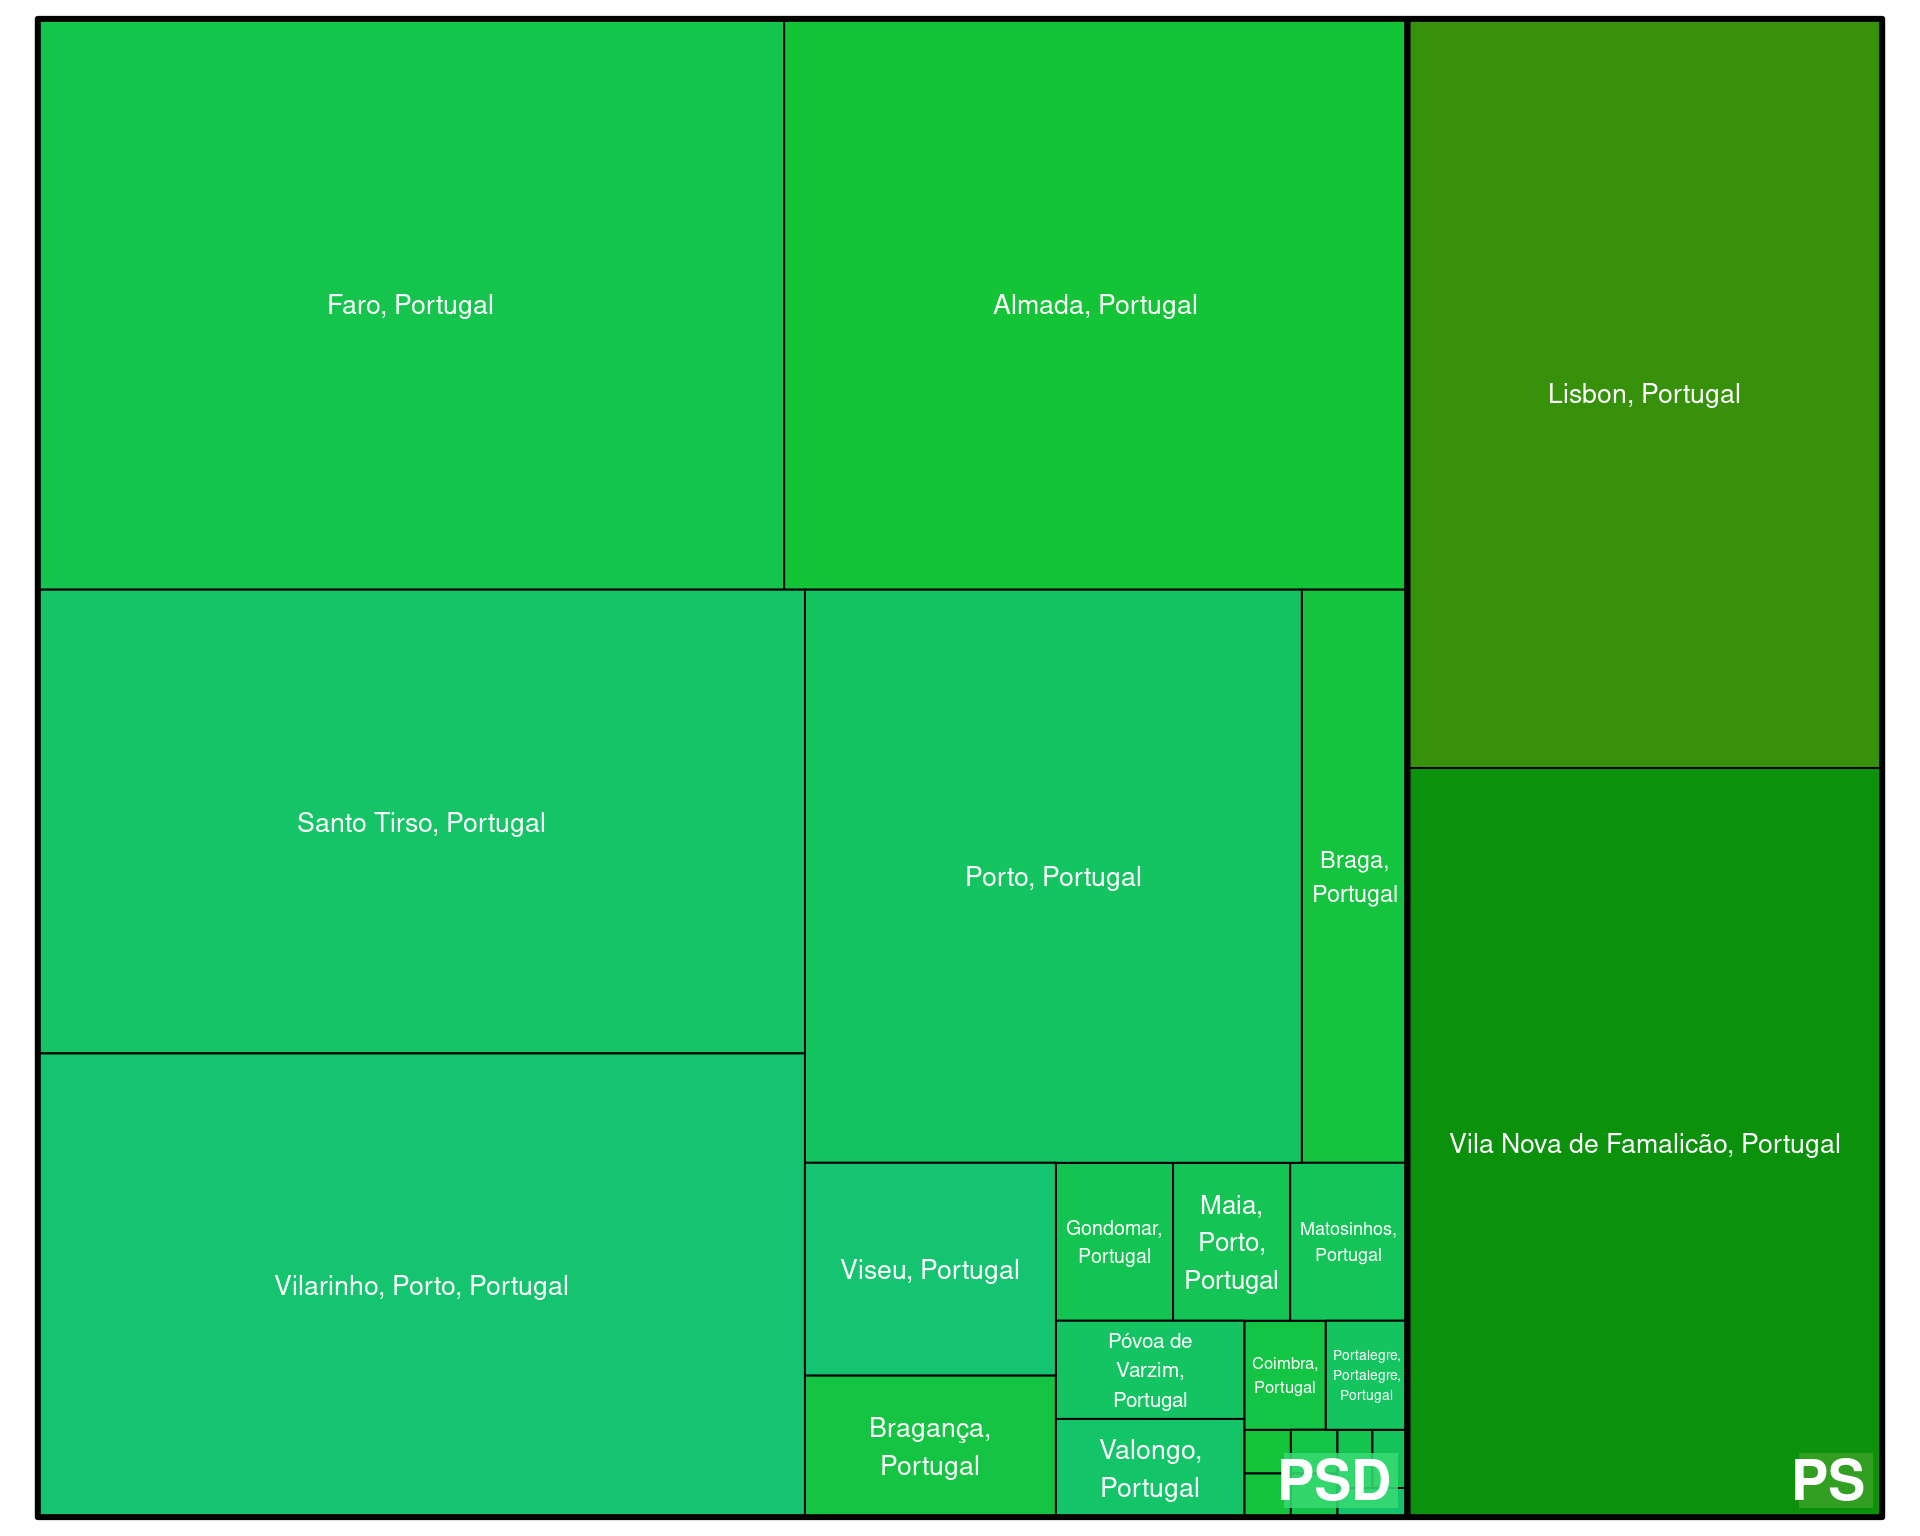 Faro, Portugal
Almada, Portugal
Lisbon, Portugal
Santo Tirso, Portugal
Porto, Portugal
Braga,
Portugal
Vila Nova de Famalicão, Portugal
Vilarinho, Porto, Portugal
Viseu, Portugal
Gondomar,
Portugal
Maia,
Porto,
Portugal
Matosinhos,
Portugal
Póvoa de
Varzim,
Portugal
Coimbra,
Portugal
Portalegre,
Portalegre,
Portugal
Bragança,
Portugal
Valongo,
Portugal
PSD
PS